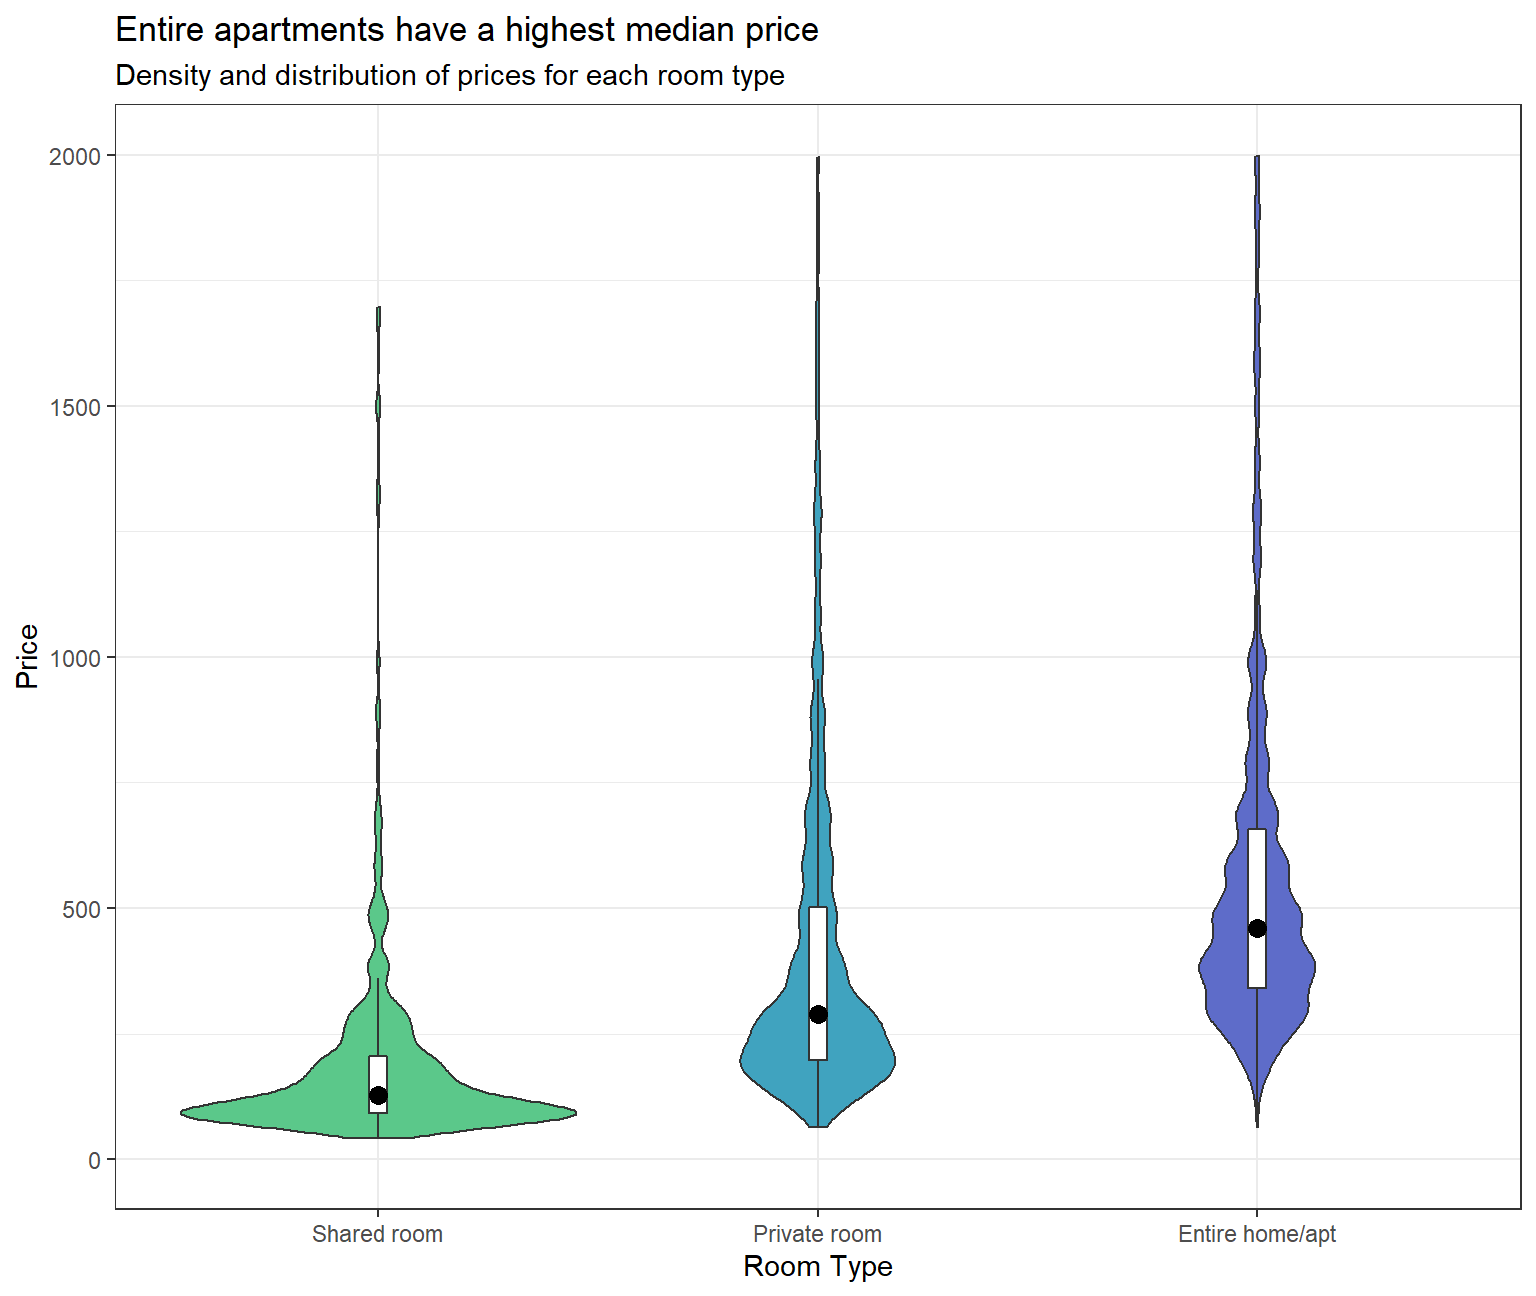 Entire apartments have a highest median price
Density and distribution of prices for each room type
2000
1500
1000
500
0
Price
Shared room
Private room
Entire home/apt
Room Type